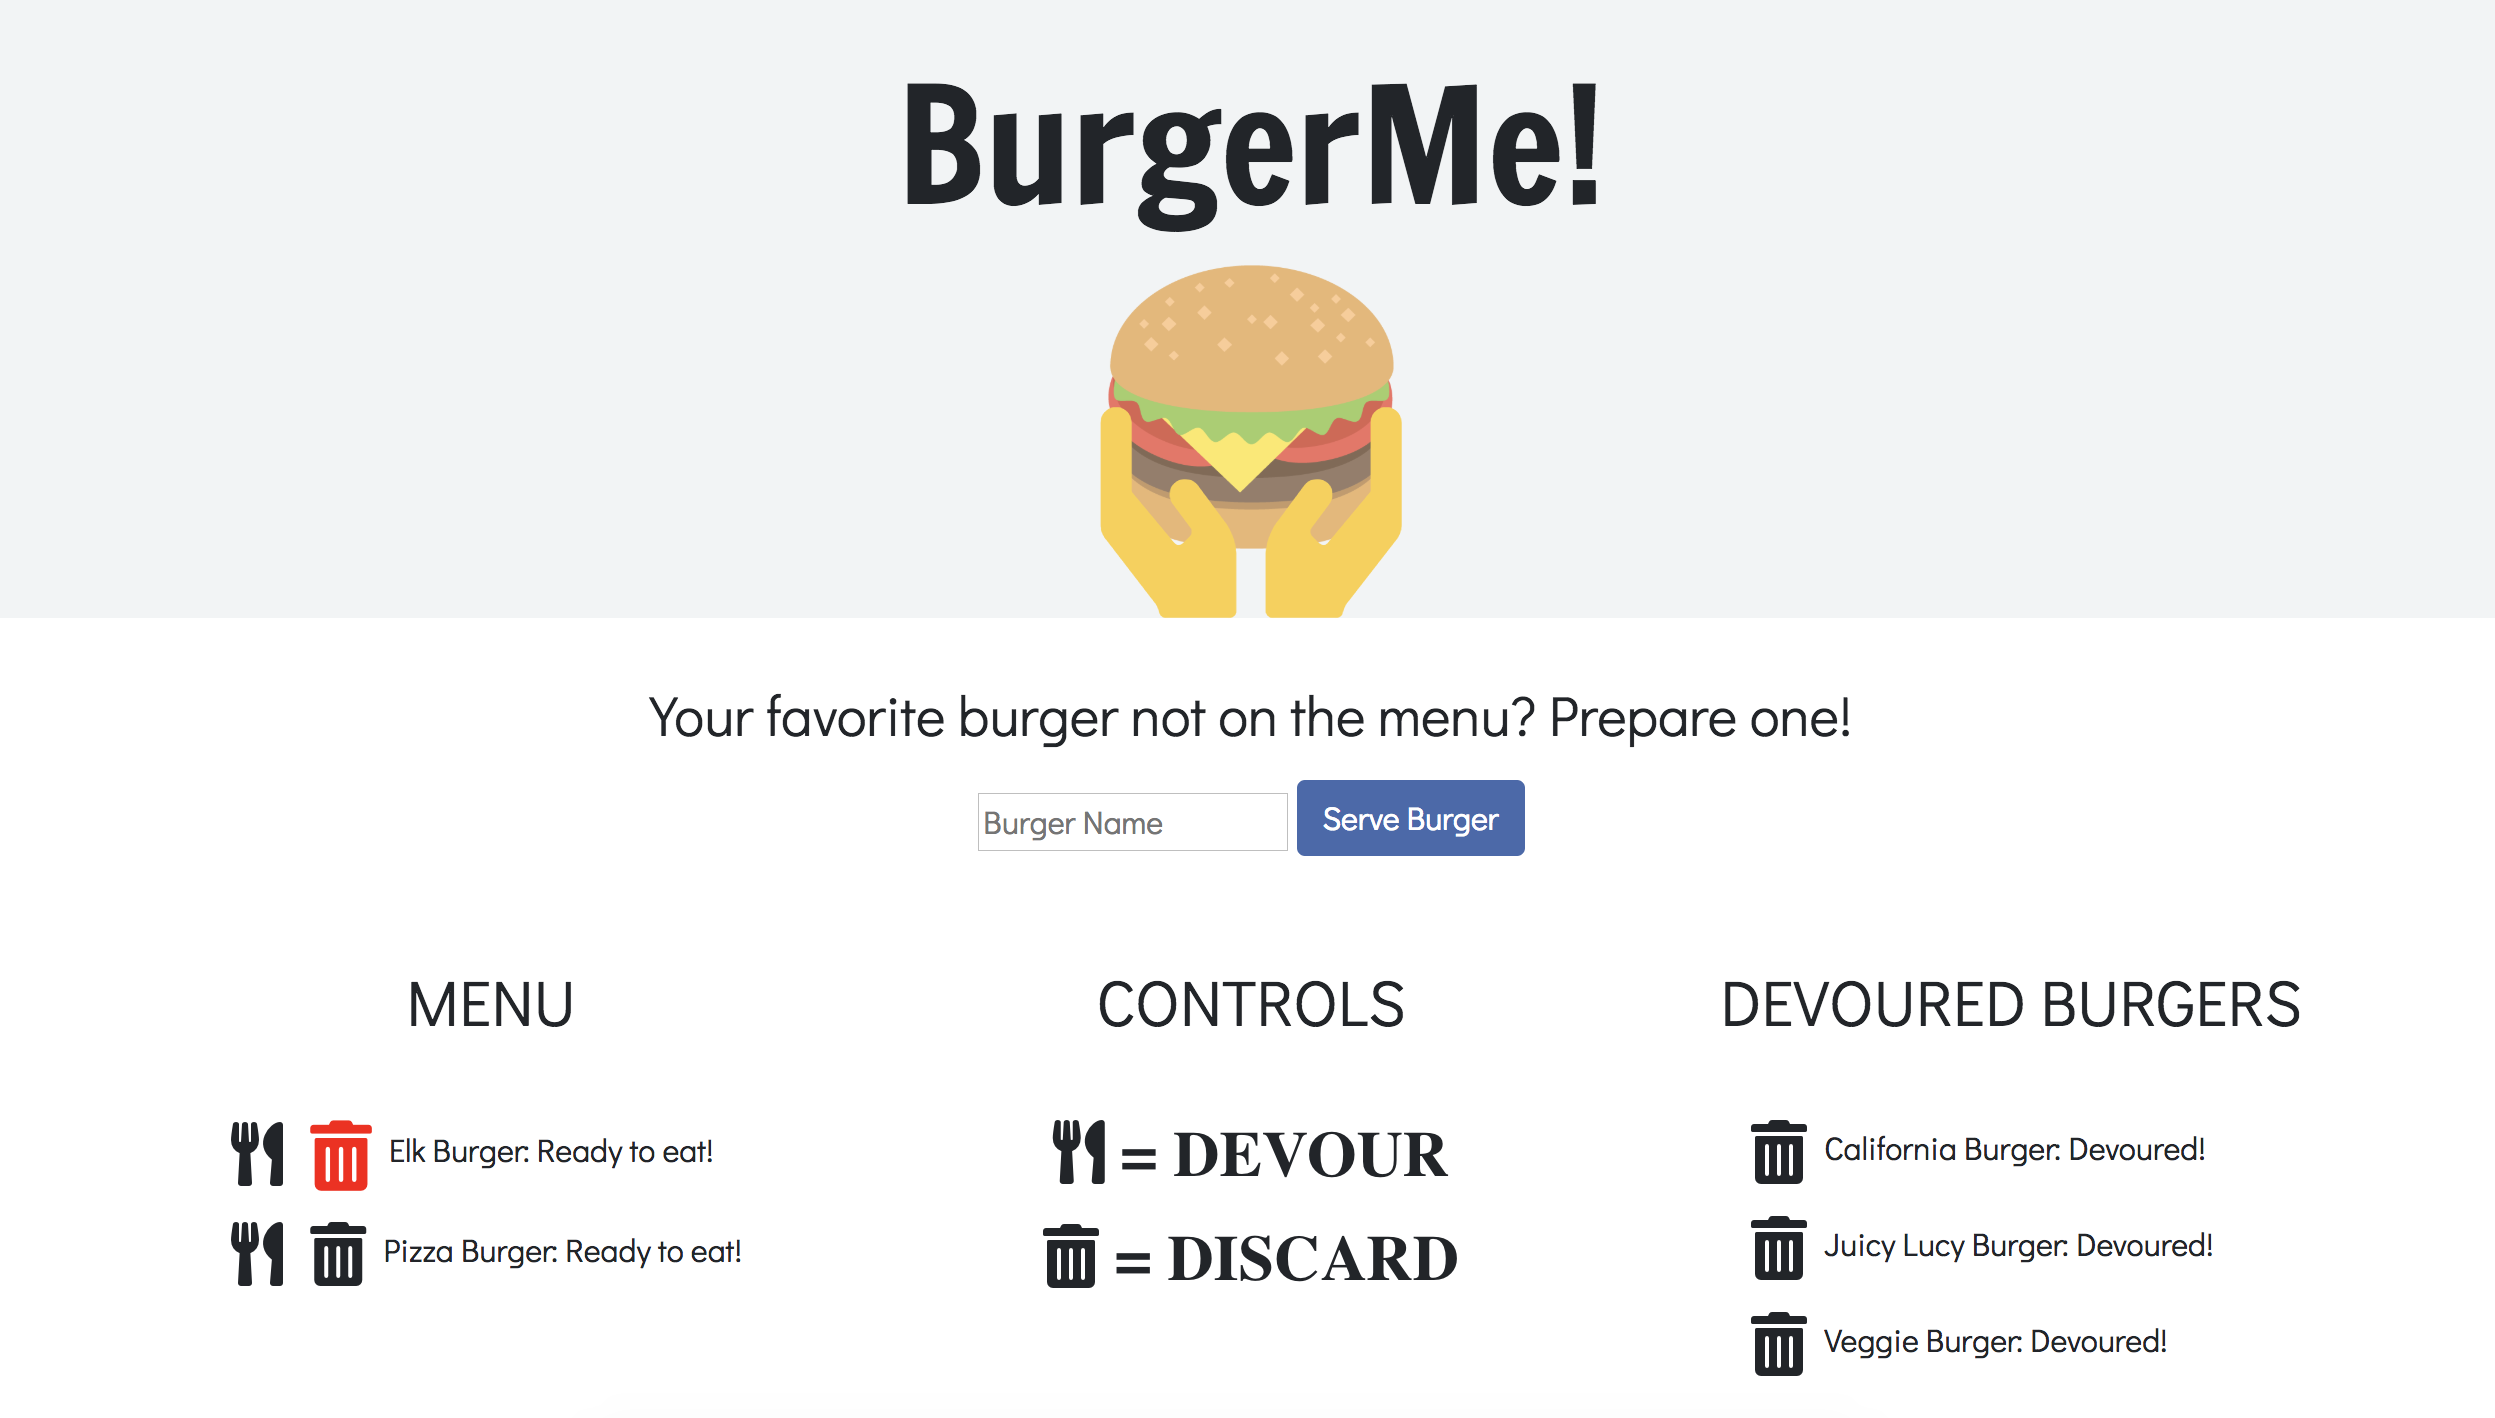 BurgerMe!
Your favorite burger not on the menu? Prepare one!
Burger Name
Serve Burger
MENU
Elk Burger: Ready to eat!
Pizza Burger: Ready to eat!
CONTROLS
= DEVOUR
= DISCARD
DEVOURED BURGERS
California Burger: Devoured!
Juicy Lucy Burger: Devoured!
Veggie Burger: Devoured!